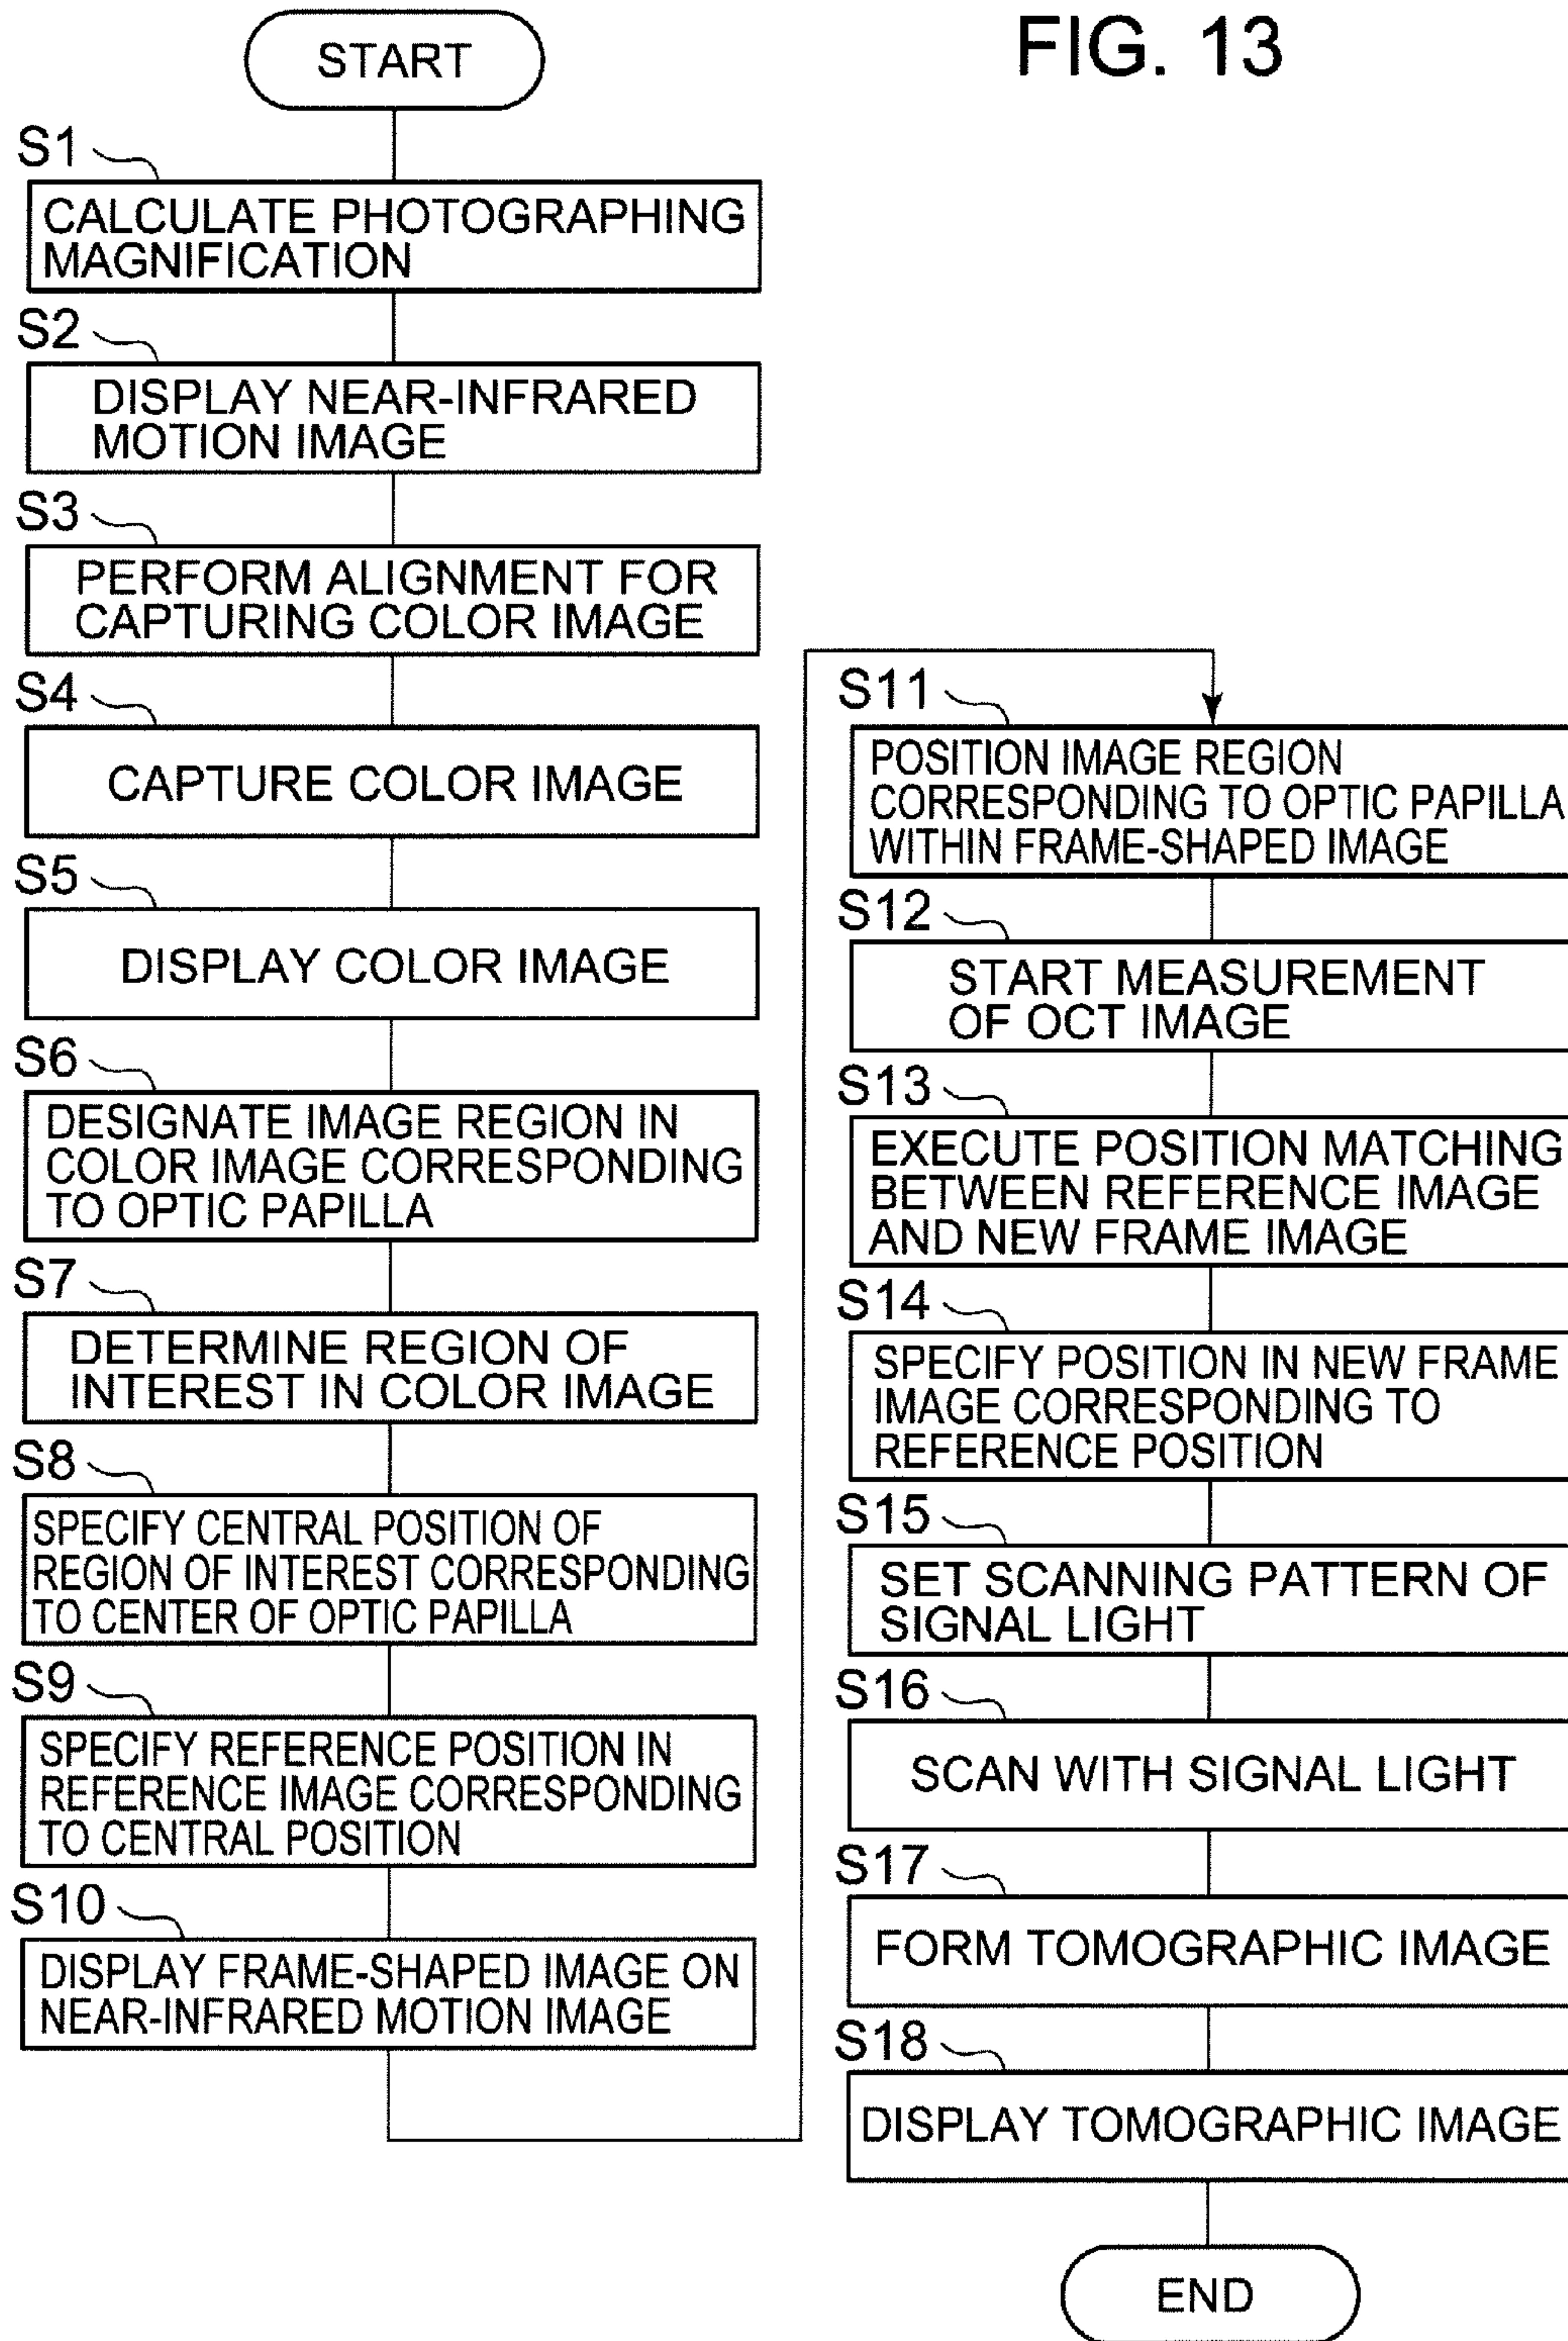 FIG. 13
START
S1
CALCULATE PHOTOGRAPHING
MAGNIFICATION
S2
DISPLAY NEAR-INFRARED
MOTION IMAGE
S3
PERFORM ALIGNMENT FOR
CAPTURING COLOR IMAGE
S4
CAPTURE COLOR IMAGE
S5
DISPLAY COLOR IMAGE
S6
DESIGNATE IMAGE REGION IN
COLOR IMAGE CORRESPONDING
TO OPTIC PAPILLA
S7
DETERMINE REGION OF
INTEREST IN COLOR IMAGE
S8
SPECIFY CENTRAL POSITION OF
REGION OF INTEREST CORRESPONDING
TO CENTER OF OPTIC PAPILLA
S9
SPECIFY REFERENCE POSITION IN
REFERENCE IMAGE CORRESPONDING
TO CENTRAL POSITION
S10
DISPLAY FRAME-SHAPED IMAGE ON
NEAR-INFRARED MOTION IMAGE
S11
POSITION IMAGE REGION
CORRESPONDING TO OPTIC PAPILLA
WITHIN FRAME-SHAPED IMAGE
S12
START MEASUREMENT
OF OCT IMAGE
S13
EXECUTE POSITION MATCHING
BETWEEN REFERENCE IMAGE
AND NEW FRAME IMAGE
S14
SPECIFY POSITION IN NEW FRAME
IMAGE CORRESPONDING TO
REFERENCE POSITION
S15
SET SCANNING PATTERN OF
SIGNAL LIGHT
S16
SCAN WITH SIGNAL LIGHT
S17
FORM TOMOGRAPHIC IMAGE
S18
DISPLAY TOMOGRAPHIC IMAGE
END